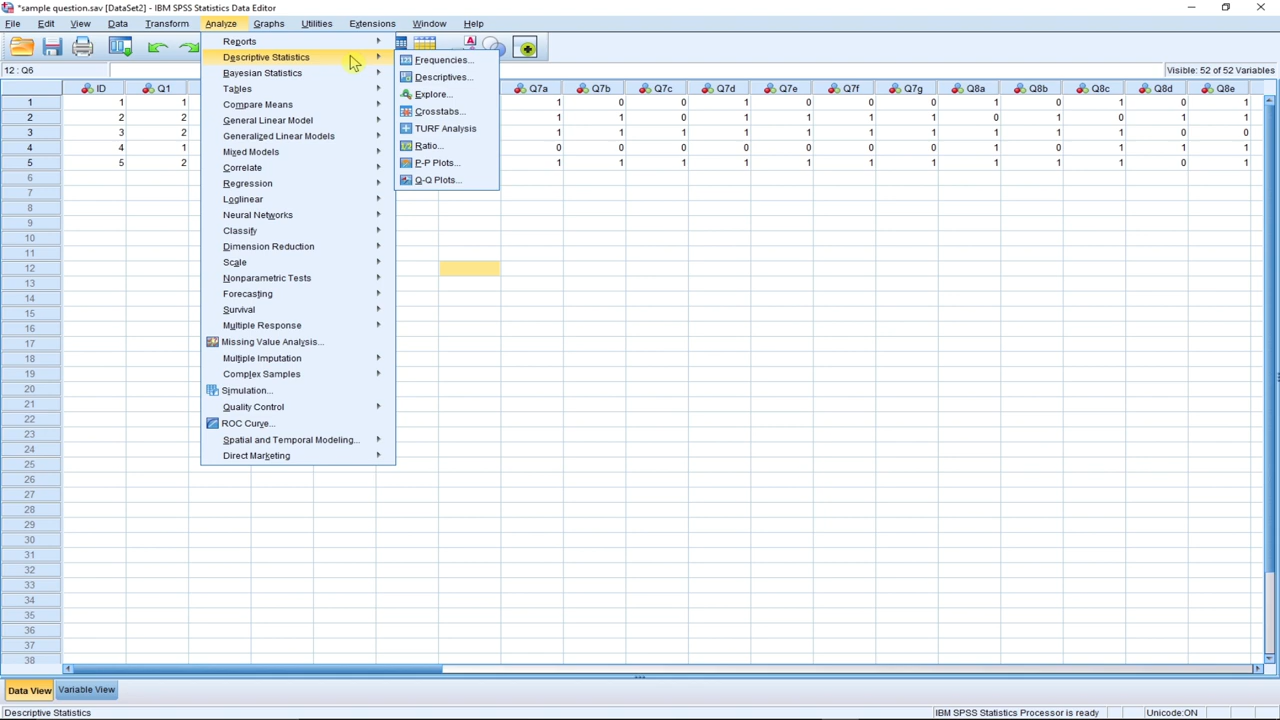 *sample question.sav [DataSet2] - IBM SPSS Statistics Data Editor
File Edit View Data Transform Analyze Graphs Utilities Extensions Window Help
12 : Q6
Visible: 52 of 52 Variables
Reports
Descriptive Statistics
Bayesian Statistics
Tables
Compare Means
General Linear Model
Generalized Linear Models
Mixed Models
Correlate
Regression
Loglinear
Neural Networks
Classify
Dimension Reduction
Scale
Nonparametric Tests
Forecasting
Survival
Multiple Response
Missing Value Analysis...
Multiple Imputation
Complex Samples
Simulation...
Quality Control
ROC Curve...
Spatial and Temporal Modeling...
Direct Marketing
Frequencies...
Descriptives...
Explore...
Crosstabs...
TURF Analysis
Ratio...
P-P Plots...
Q-Q Plots...
ID Q1 Q7a Q7b Q7c Q7d Q7e Q7f Q7g Q8a Q8b Q8c Q8d Q8e
1 1 1 1 0 0 1 0 0 0 1 0 1 0 1
2 2 2 1 1 0 1 1 1 1 0 1 0 1 1
3 3 2 1 1 1 1 1 1 1 1 1 1 0 0
4 4 1 0 0 0 0 0 0 0 1 0 1 1 1
5 5 2 1 1 1 1 1 1 1 1 1 1 0 1
6
7
8
9
10
11
12
13
14
15
16
17
18
19
20
21
22
23
24
25
26
27
28
29
30
31
32
33
34
35
36
37
38
Data View Variable View
Descriptive Statistics
IBM SPSS Statistics Processor is ready
Unicode:ON